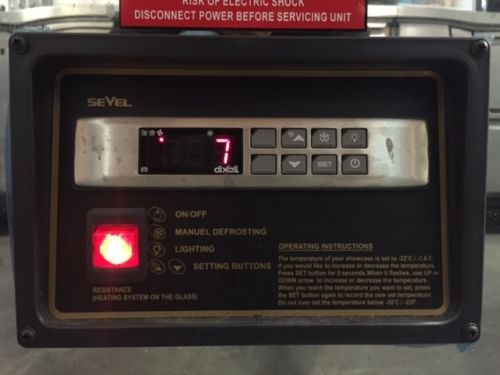 RISK OF ELECTRIC SHOCK
DISCONNECT POWER BEFORE SERVICING UNIT
SEVEL
7
dixell
SET
ON/OFF
MANUEL DEFROSTING
LIGHTING
SETTING BUTTONS
RESISTANCE
(HEATING SYSTEM ON THE GLASS)
OPERATING INSTRUCTIONS
The temperature of your showcase is set to -22°C / -7,6 F.
If you would like to increase or decrease the temperature.
Press SET button for 3 seconds.When it flashes, use UP or
DOWN arrow to increase or decrease the temperature.
When you reach the temperature you want to set, press
the SET button again to record the new set temperature
Do not ever set the temperature below -30°C / -22F.